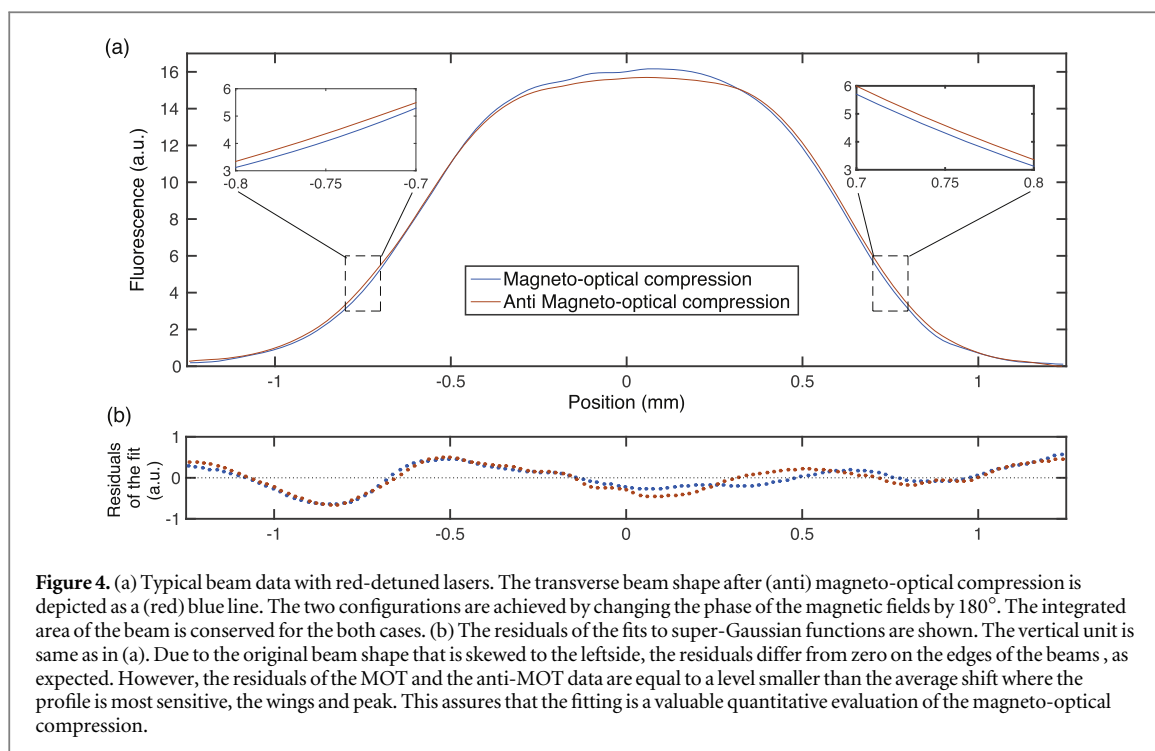 (a)
16
14
12
10
8
6
4
2
0
Fluorescence (a.u.)
6
5
4
3
-0.8
-0.75
-0.7
6
5
4
3
0.7
0.75
0.8
Magneto-optical compression
Anti Magneto-optical compression
-1
-0.5
0
0.5
1
Position (mm)
(b)
Residuals
of the fit
(a.u.)
1
0
-1
-1
-0.5
0
0.5
1
Figure 4. (a) Typical beam data with red-detuned lasers. The transverse beam shape after (anti) magneto-optical compression is
depicted as a (red) blue line. The two configurations are achieved by changing the phase of the magnetic fields by 180°. The integrated
area of the beam is conserved for the both cases. (b) The residuals of the fits to super-Gaussian functions are shown. The vertical unit is
same as in (a). Due to the original beam shape that is skewed to the leftside, the residuals differ from zero on the edges of the beams , as
expected. However, the residuals of the MOT and the anti-MOT data are equal to a level smaller than the average shift where the
profile is most sensitive, the wings and peak. This assures that the fitting is a valuable quantitative evaluation of the magneto-optical
compression.